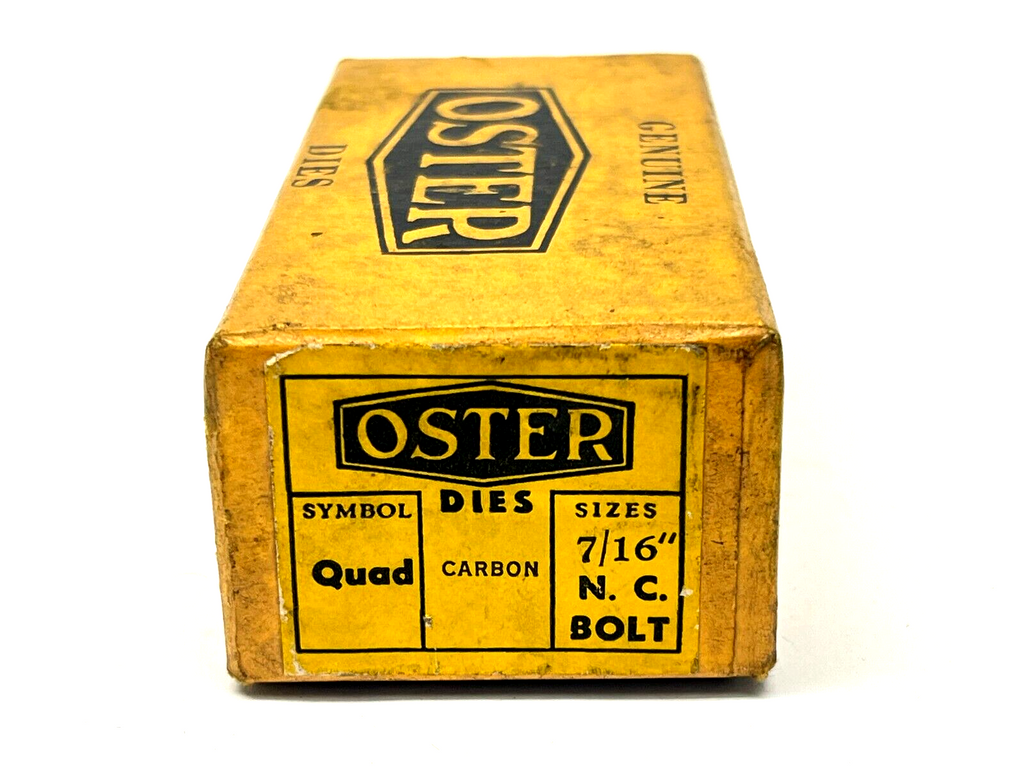 GENUINE
OSTER
DIES
OSTER
DIES
SYMBOL
Quad
CARBON
SIZES
7/16"
N. C.
BOLT